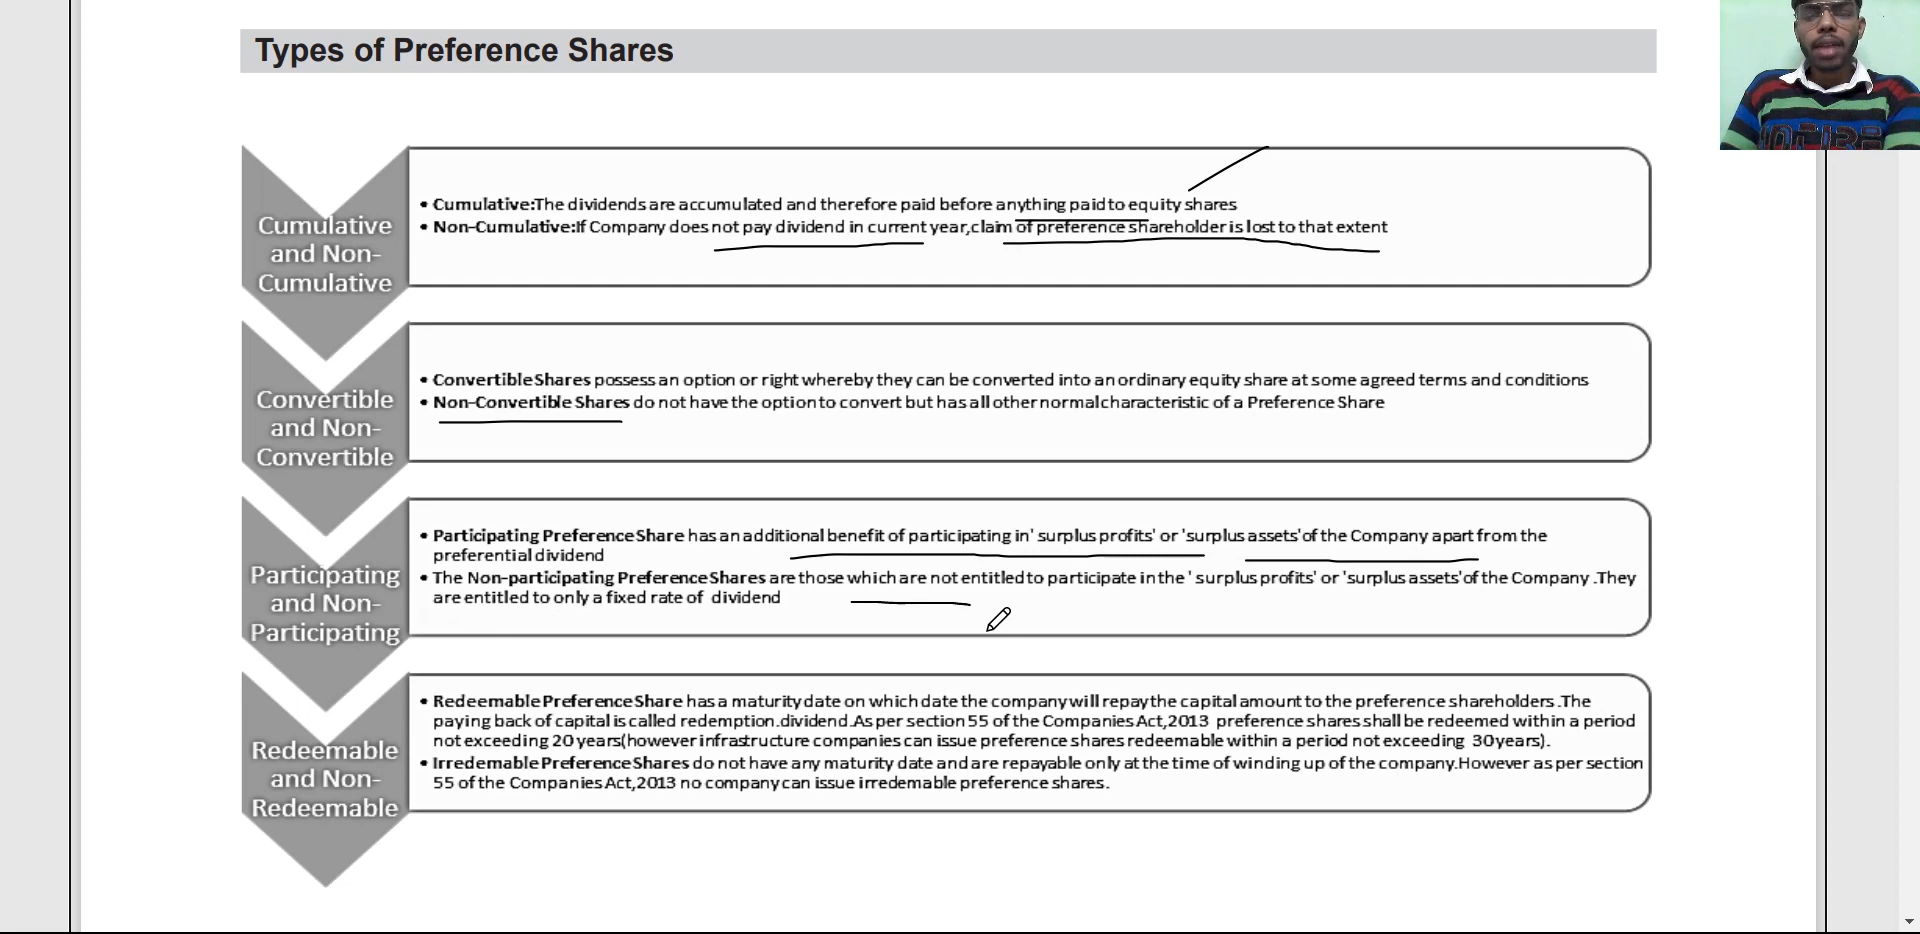 Types of Preference Shares
Cumulative
and Non-
Cumulative
• Cumulative:The dividends are accumulated and therefore paid before anything paid to equity shares
• Non-Cumulative:If Company does not pay dividend in current year,claim of preference shareholder is lost to that extent
Convertible
and Non-
Convertible
• Convertible Shares possess an option or right whereby they can be converted into an ordinary equity share at some agreed terms and conditions
• Non-Convertible Shares do not have the option to convert but has all other normal characteristic of a Preference Share
Participating
and Non-
Participating
• Participating Preference Share has an additional benefit of participating in' surplus profits' or 'surplus assets'of the Company apart from the
preferential dividend
• The Non-participating Preference Shares are those which are not entitled to participate in the ' surplus profits' or 'surplus assets'of the Company .They
are entitled to only a fixed rate of dividend
Redeemable
and Non-
Redeemable
• Redeemable Preference Share has a maturity date on which date the company will repay the capital amount to the preference shareholders .The
paying back of capital is called redemption.dividend.As per section 55 of the Companies Act,2013 preference shares shall be redeemed within a period
not exceeding 20 years(however infrastructure companies can issue preference shares redeemable within a period not exceeding 30 years).
• Irredemable Preference Shares do not have any maturity date and are repayable only at the time of winding up of the company.However as per section
55 of the Companies Act,2013 no company can issue irredemable preference shares.